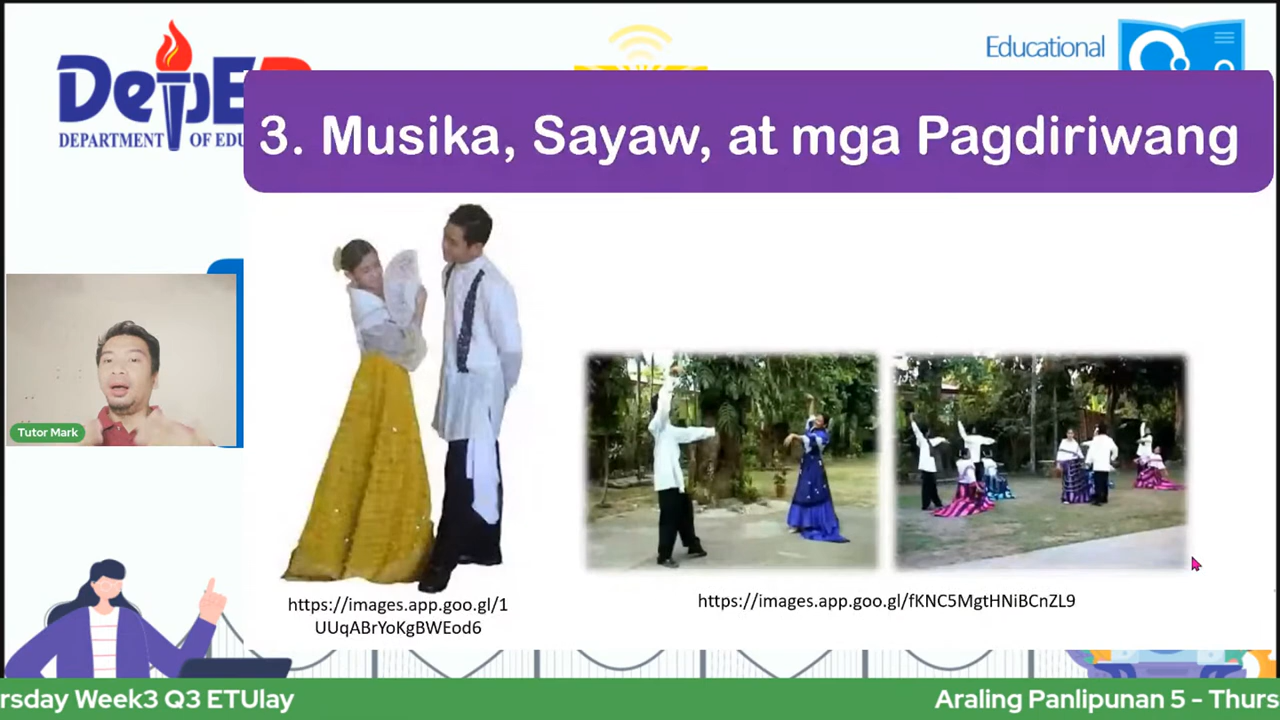 DepED
DEPARTMENT OF EDU
Educational
3. Musika, Sayaw, at mga Pagdiriwang
Tutor Mark
https://images.app.goo.gl/1
UUqABrYoKgBWEod6
https://images.app.goo.gl/fKNC5MgtHNiBCnZL9
rsday Week3 Q3 ETUlay
Araling Panlipunan 5 - Thurs